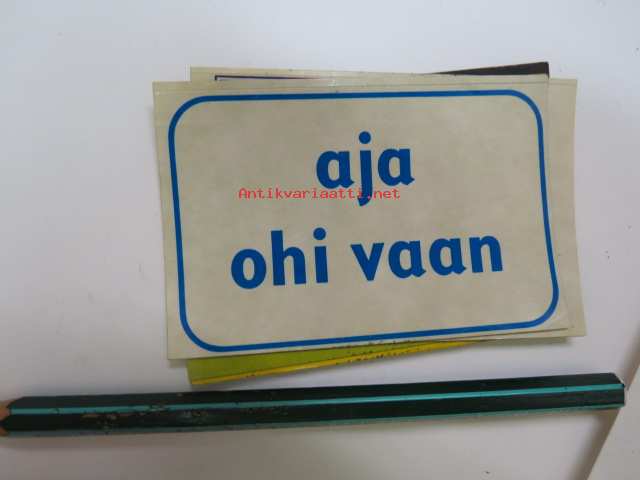 aja
Antikvariaatti.net
ohi vaan